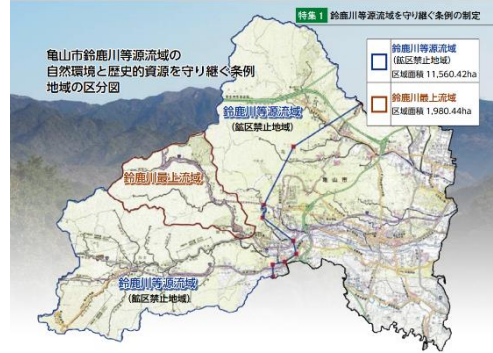 特集1 鈴鹿川等源流域を守り継ぐ条例の制定
亀山市鈴鹿川等源流域の
自然環境と歴史的資源を守り継ぐ条例
地域の区分図
鈴鹿川等源流域
(鉱区禁止地域)
区域面積 11,560.42ha
鈴鹿川最上流域
区域面積 1,980.44ha
鈴鹿川等源流域
(鉱区禁止地域)
鈴鹿川最上流域
亀山市
鈴鹿川等源流域
(鉱区禁止地域)